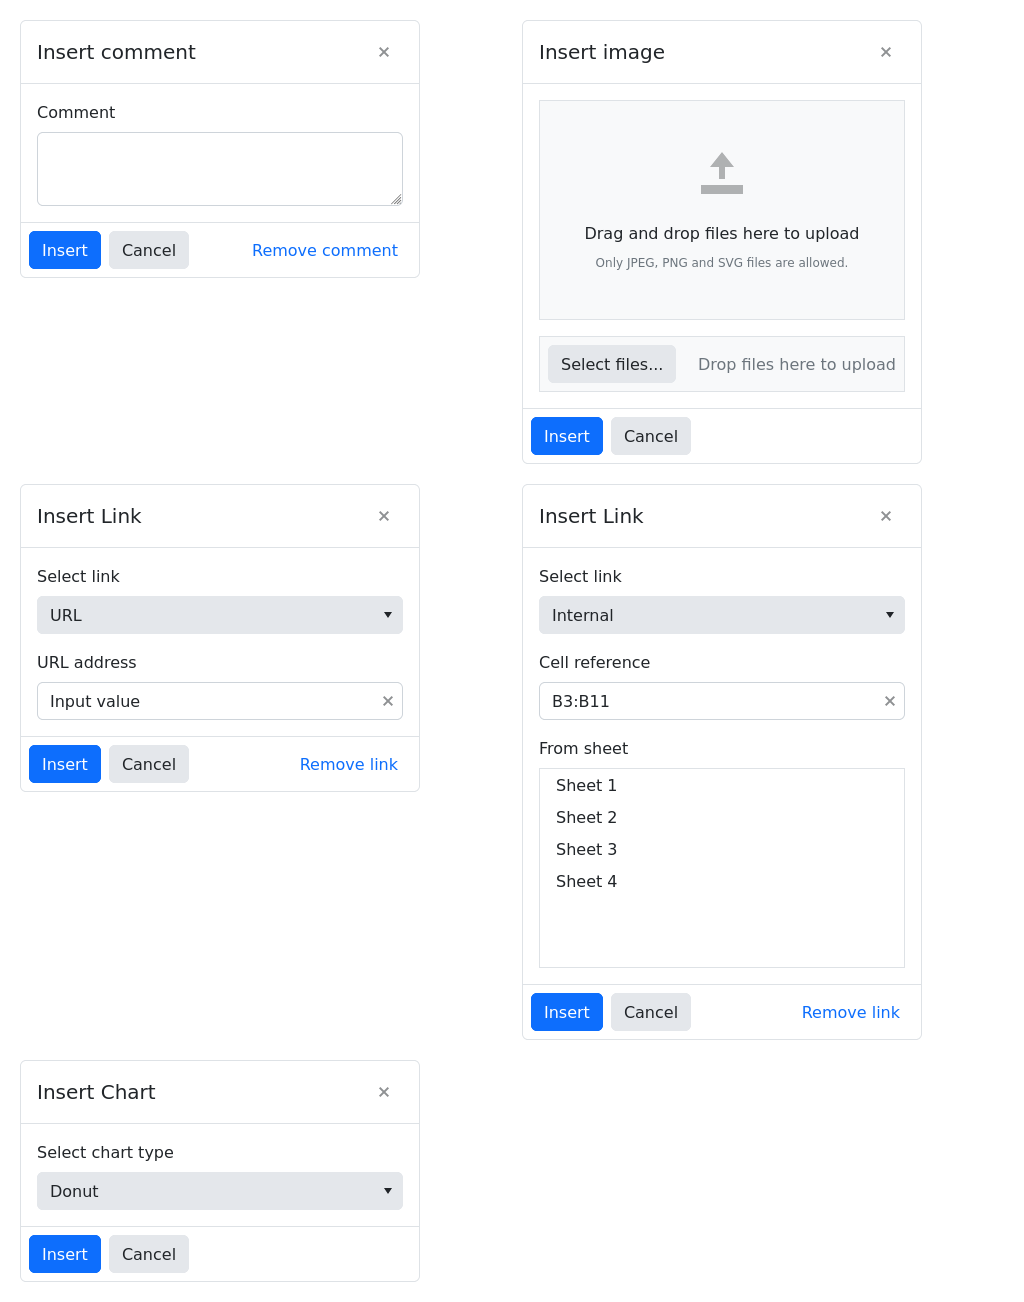 Insert comment
Comment
Insert
Cancel
Remove comment
Insert image
Drag and drop files here to upload
Only JPEG, PNG and SVG files are allowed.
Select files...
Drop files here to upload
Insert
Cancel
Insert Link
Select link
URL
URL address
Input value
Insert
Cancel
Remove link
Insert Link
Select link
Internal
Cell reference
B3:B11
From sheet
Sheet 1
Sheet 2
Sheet 3
Sheet 4
Insert
Cancel
Remove link
Insert Chart
Select chart type
Donut
Insert
Cancel